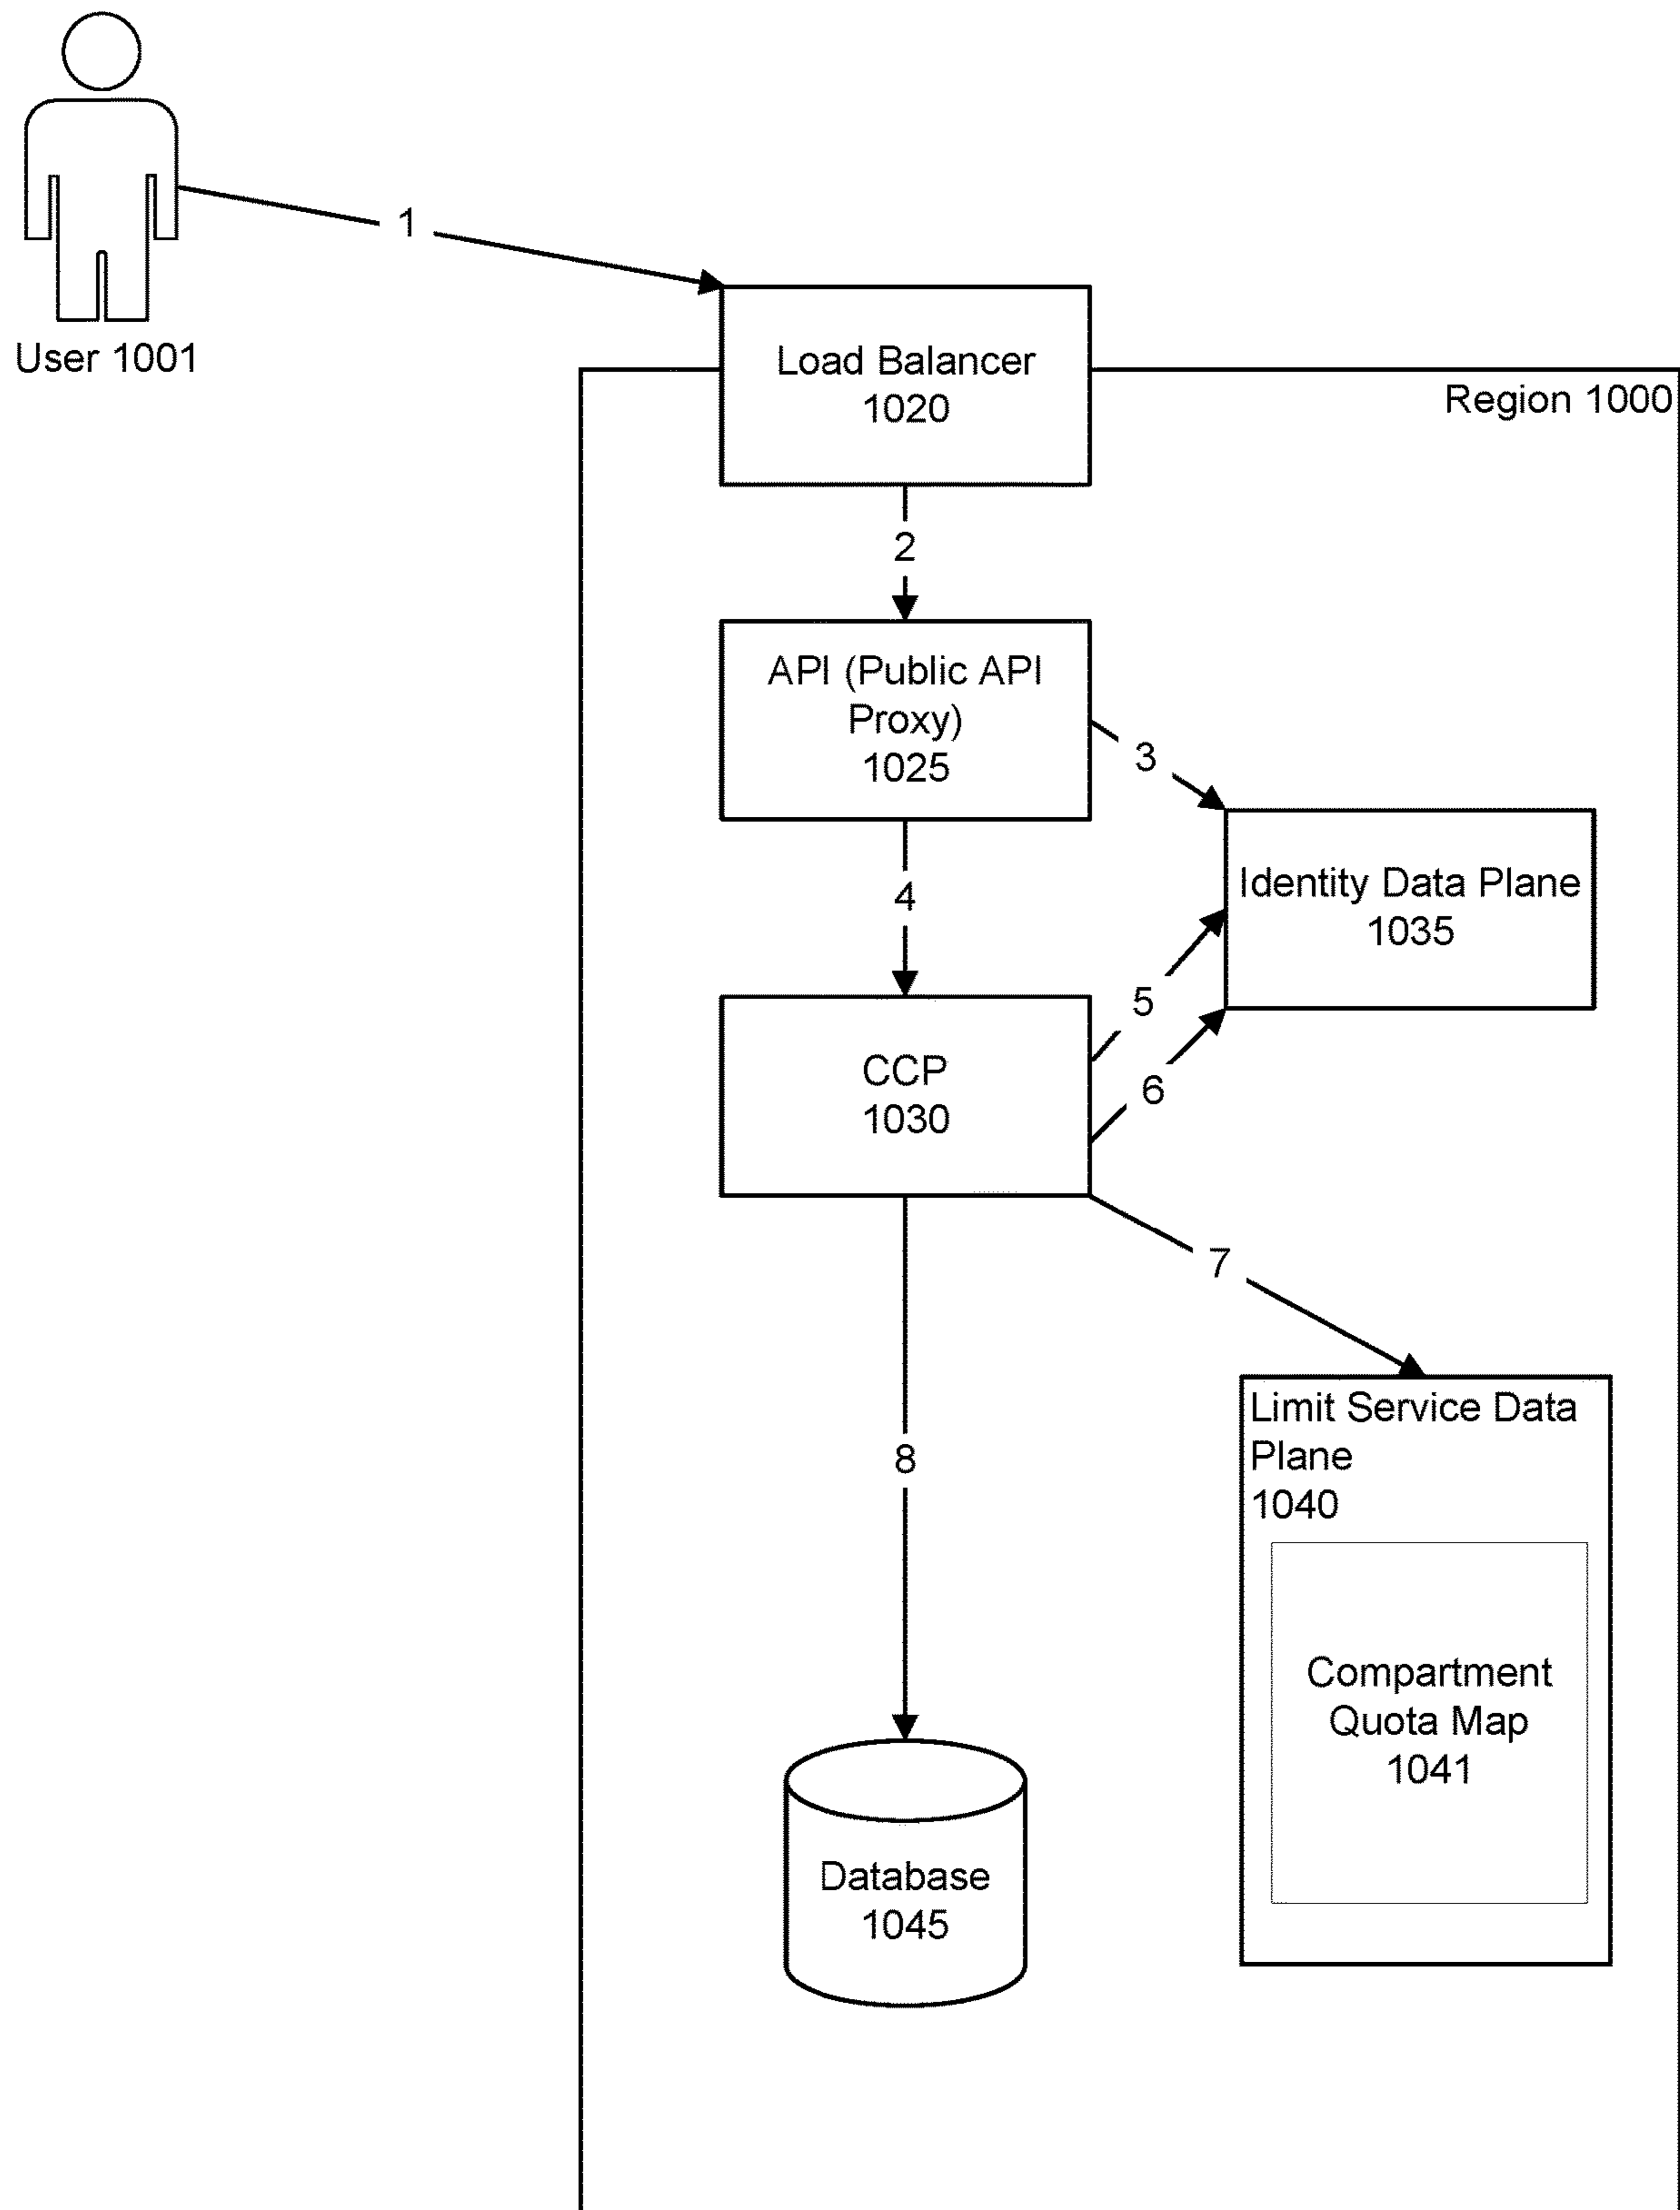 1
User 1001
Load Balancer
1020
Region 1000
2
API (Public API
Proxy)
1025
3
4
Identity Data Plane
1035
5
CCP
1030
6
7
8
Limit Service Data
Plane
1040
Compartment
Quota Map
1041
Database
1045